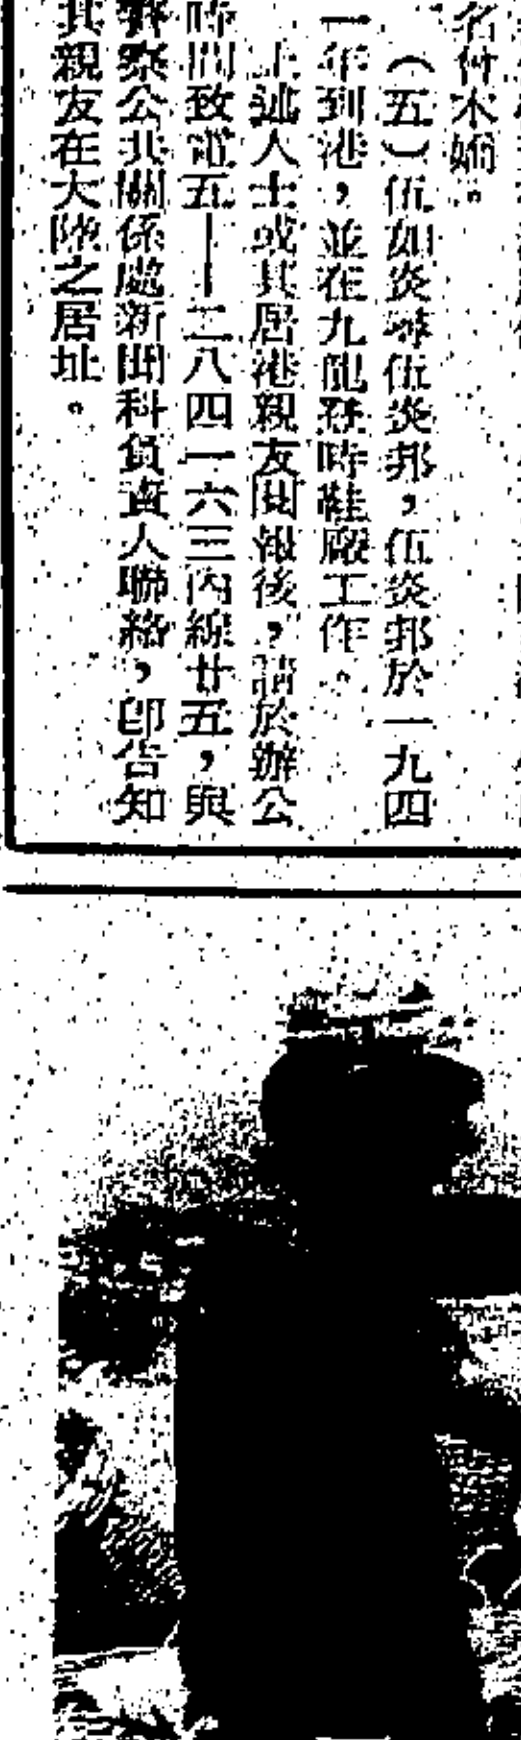 名何木嬌。
（五）伍如炎尋伍炎邦，伍炎邦於一九四
一年到港，並在九龍登時鞋廠工作。
上述人士或其居港親友閱報後，請於辦公
時間致電五——二八四一六三內線廿五，與
警察公共關係處新聞科負責人聯絡，卽告知
其親友在大陸之居址。